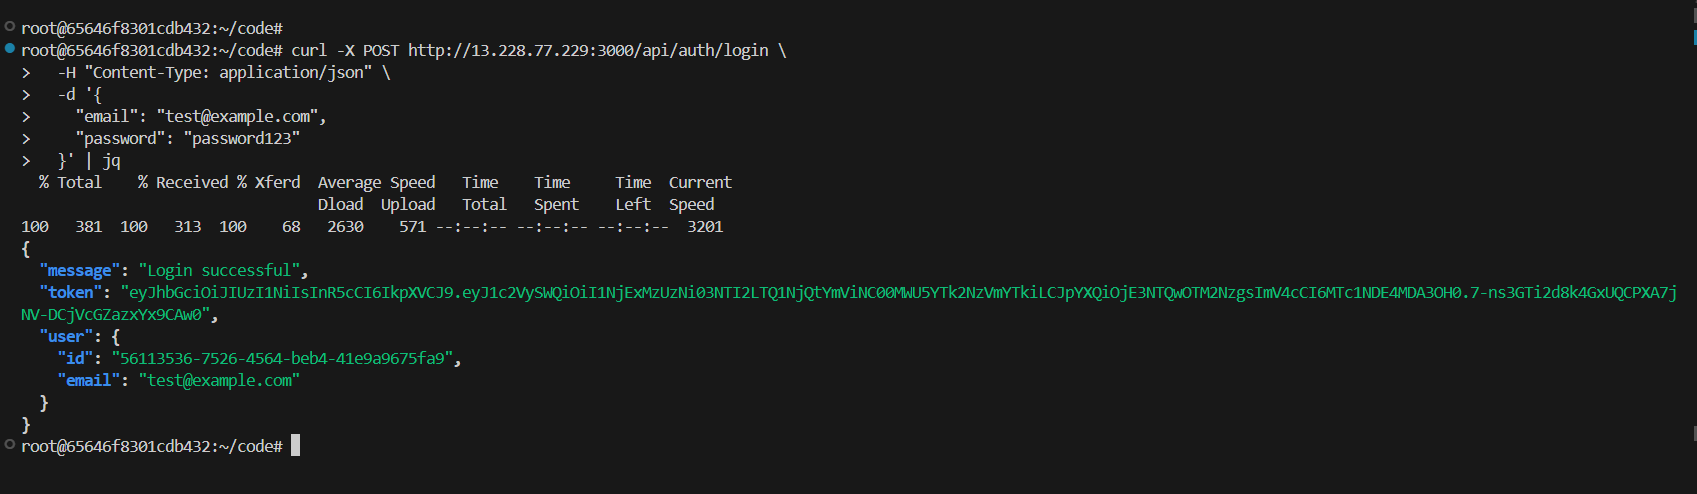 root@65646f8301cdb432:~/code#
root@65646f8301cdb432:~/code# curl -X POST http://13.228.77.229:3000/api/auth/login \
>   -H "Content-Type: application/json" \
>   -d '{
>     "email": "test@example.com",
>     "password": "password123"
>   }' | jq
  % Total    % Received % Xferd  Average Speed   Time    Time     Time  Current
                                 Dload  Upload   Total   Spent    Left  Speed
100   381  100   313  100    68   2630    571 --:--:-- --:--:-- --:--:--  3201
{
  "message": "Login successful",
  "token": "eyJhbGciOiJIUzI1NiIsInR5cCI6IkpXVCJ9.eyJ1c2VySWQiOiI1NjExMzUzNi03NTI2LTQ1NjQtYmViNC00MWU5YTk2NzVmYTkiLCJpYXQiOjE3NTQwOTM2NzgsImV4cCI6MTc1NDE4MDA3OH0.7-ns3GTi2d8k4GxUQCPXA7j
NV-DCjVcGZazxYx9CAw0",
  "user": {
    "id": "56113536-7526-4564-beb4-41e9a9675fa9",
    "email": "test@example.com"
  }
}
root@65646f8301cdb432:~/code#